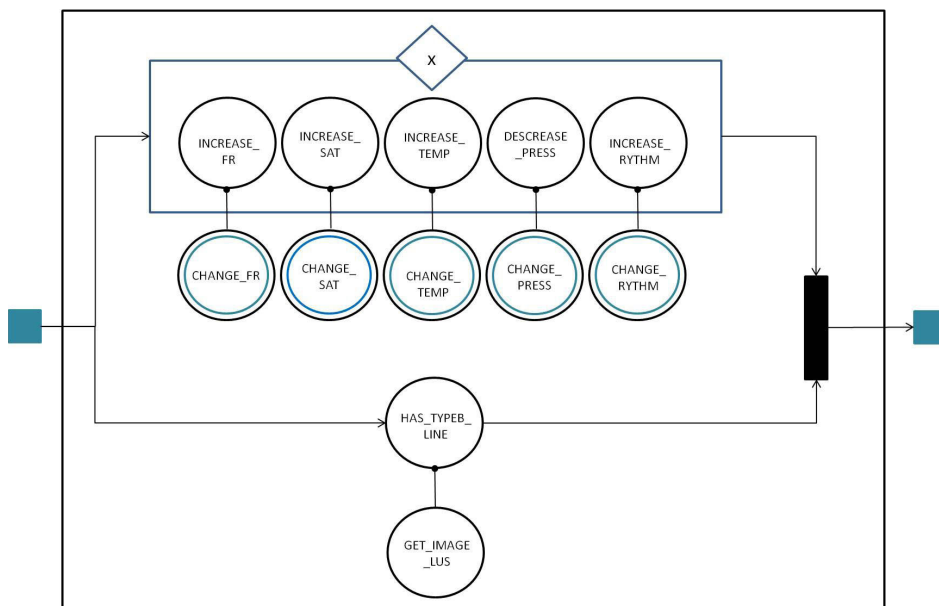 X
INCREASE_
FR
INCREASE_
SAT
INCREASE_
TEMP
DESCREASE
_PRESS
INCREASE_
RYTHM
CHANGE_FR
CHANGE_
SAT
CHANGE_
TEMP
CHANGE_
PRESS
CHANGE_
RYTHM
HAS_TYPEB_
LINE
GET_IMAGE
_LUS